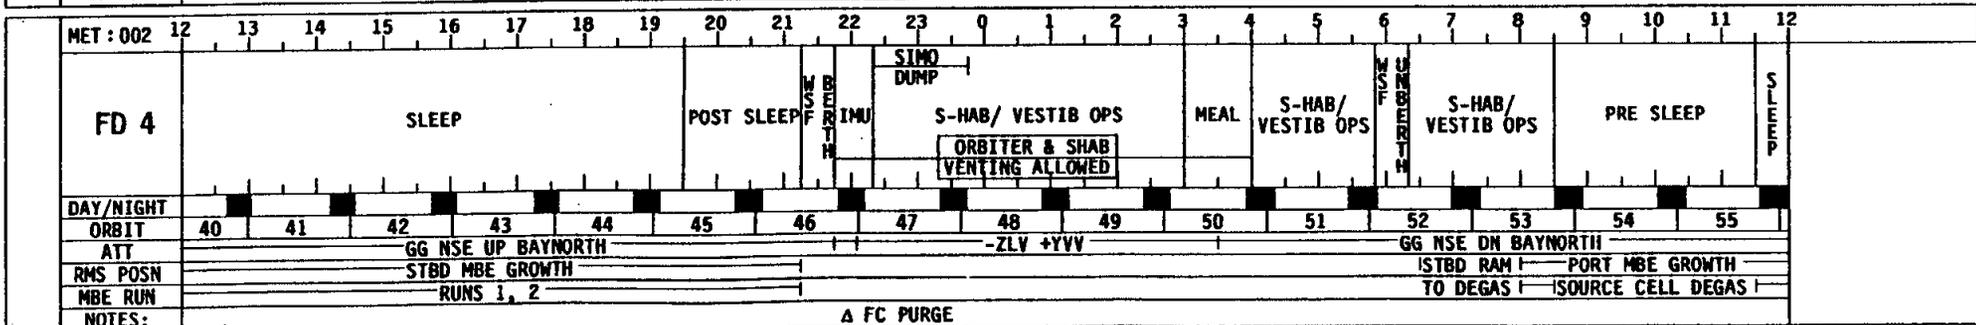 MET:002 12 13 14 15 16 17 18 19 20 21 22 23 0 1 2 3 4 5 6 7 8 9 10 11 12
FD 4
SLEEP
POST SLEEP
WSF BERTH
IMU
SIMO
DUMP
S-HAB/ VESTIB OPS
ORBITER & SHAB
VENTING ALLOWED
MEAL
S-HAB/
VESTIB OPS
WSF UNBERTH
S-HAB/
VESTIB OPS
PRE SLEEP
SLEEP
DAY/NIGHT
ORBIT 40 41 42 43 44 45 46 47 48 49 50 51 52 53 54 55
ATT GG NSE UP BAYNORTH -ZLV +YVV GG NSE DN BAYNORTH
RMS POSN STBD MBE GROWTH STBD RAM PORT MBE GROWTH
MBE RUN RUNS 1, 2 TO DEGAS SOURCE CELL DEGAS
NOTES: Δ FC PURGE